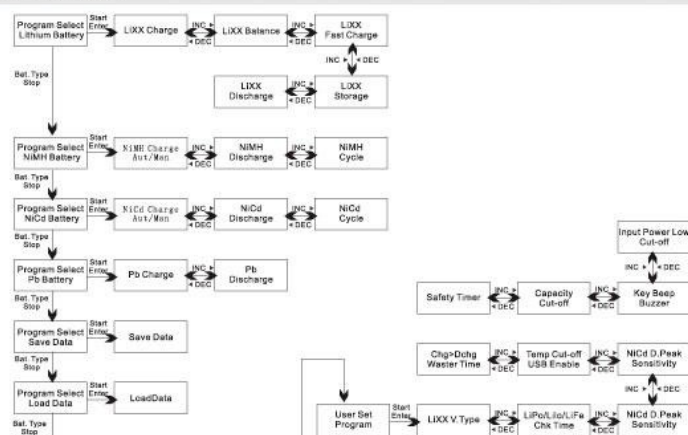 Program Select
Lithium Battery
Start
Enter
LiXX Charge
INC
DEC
LiXX Balance
INC
DEC
LiXX
Fast Charge
INC
DEC
Bat. Type
Stop
LiXX
Discharge
INC
DEC
LiXX
Storage
Program Select
NiMH Battery
Start
Enter
NiMH Charge
Aut/Man
INC
DEC
NiMH
Discharge
INC
DEC
NiMH
Cycle
Bat. Type
Stop
Program Select
NiCd Battery
Start
Enter
NiCd Charge
Aut/Man
INC
DEC
NiCd
Discharge
INC
DEC
NiCd
Cycle
Bat. Type
Stop
Input Power Low
Cut-off
INC
DEC
Program Select
Pb Battery
Start
Enter
Pb Charge
INC
DEC
Pb
Discharge
Safety Timer
INC
DEC
Capacity
Cut-off
INC
DEC
Key Beep
Buzzer
Bat. Type
Stop
Program Select
Save Data
Start
Enter
Save Data
Chg>Dchg
Waster Time
INC
DEC
Temp Cut-off
USB Enable
INC
DEC
NiCd D.Peak
Sensitivity
Bat. Type
Stop
INC
DEC
Program Select
Load Data
Start
Enter
LoadData
User Set
Program
Start
Enter
LiXX V.Type
INC
DEC
LiPo/LiIo/LiFe
Chk Time
INC
DEC
NiCd D.Peak
Sensitivity
Bat. Type
Stop